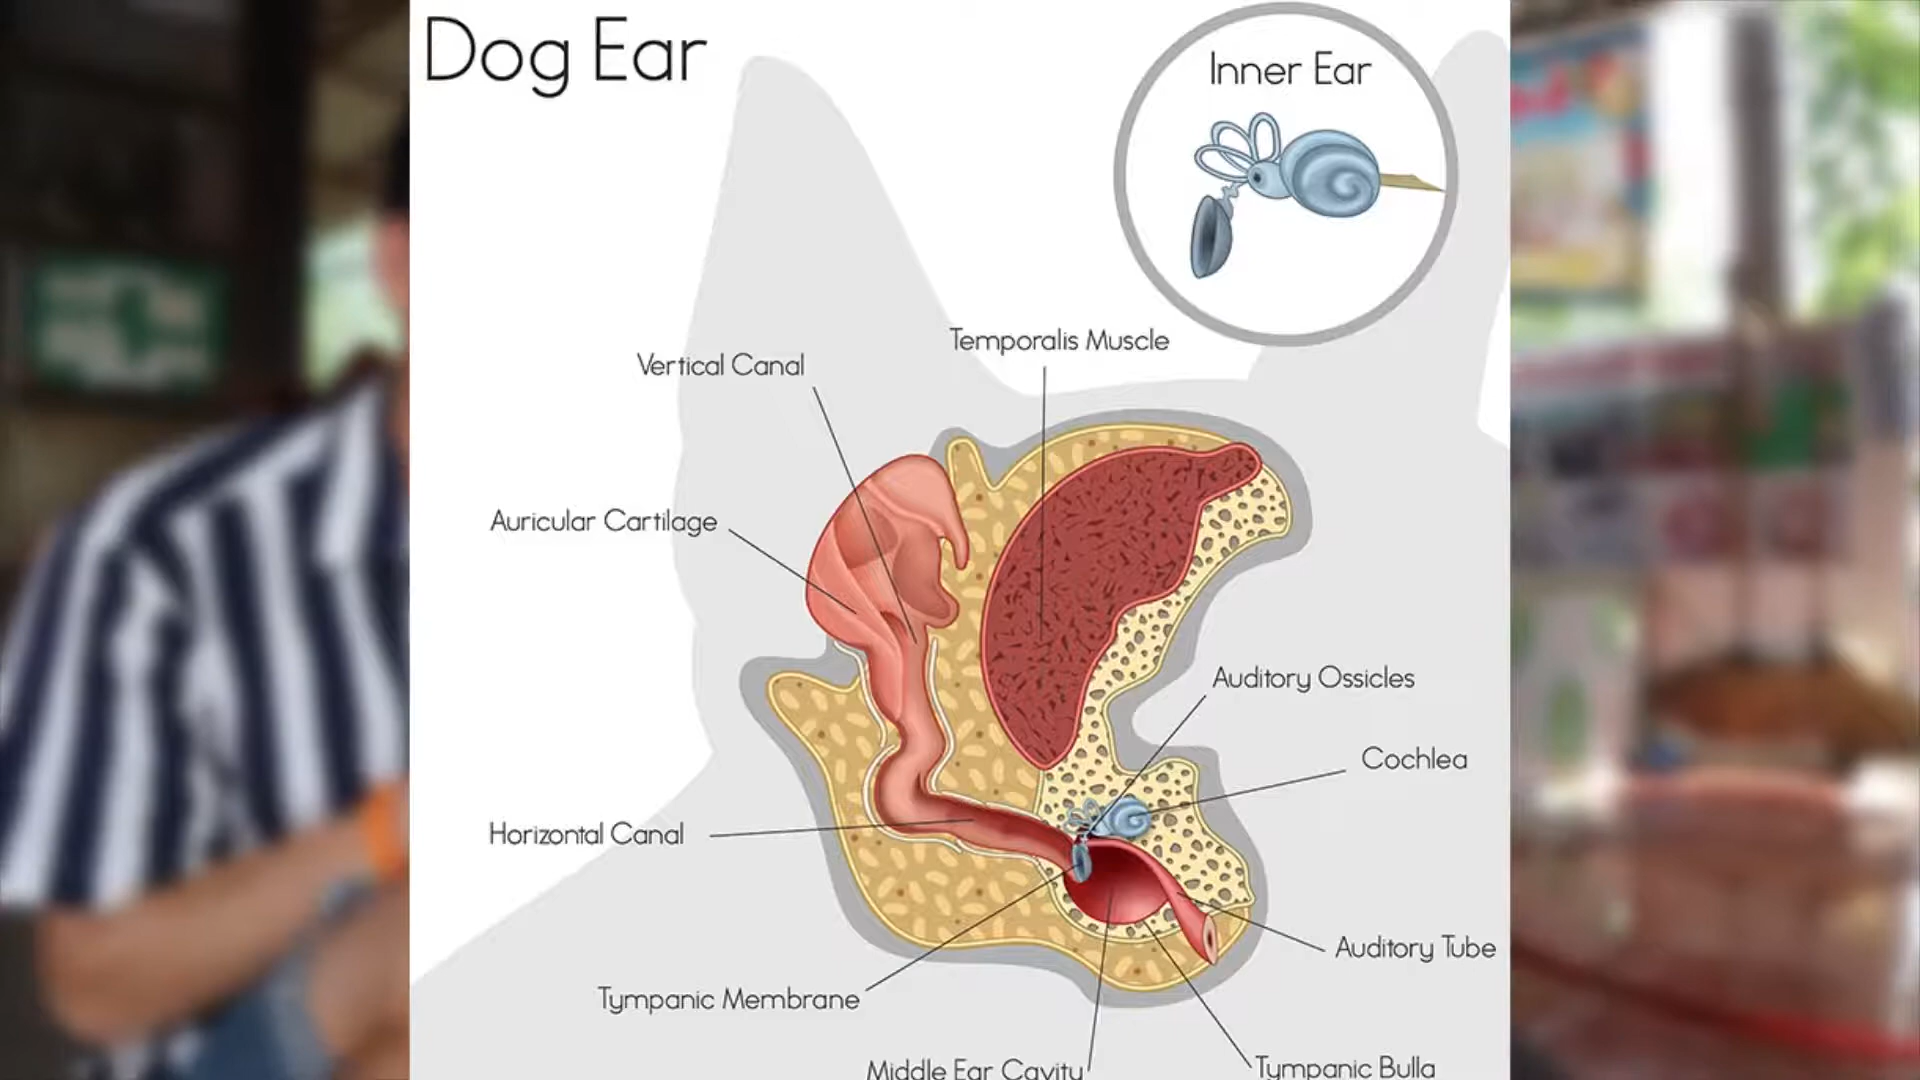 Dog Ear
Inner Ear
Temporalis Muscle
Vertical Canal
Auricular Cartilage
Auditory Ossicles
Cochlea
Horizontal Canal
Auditory Tube
Tympanic Membrane
Middle Ear Cavity
Tympanic Bulla